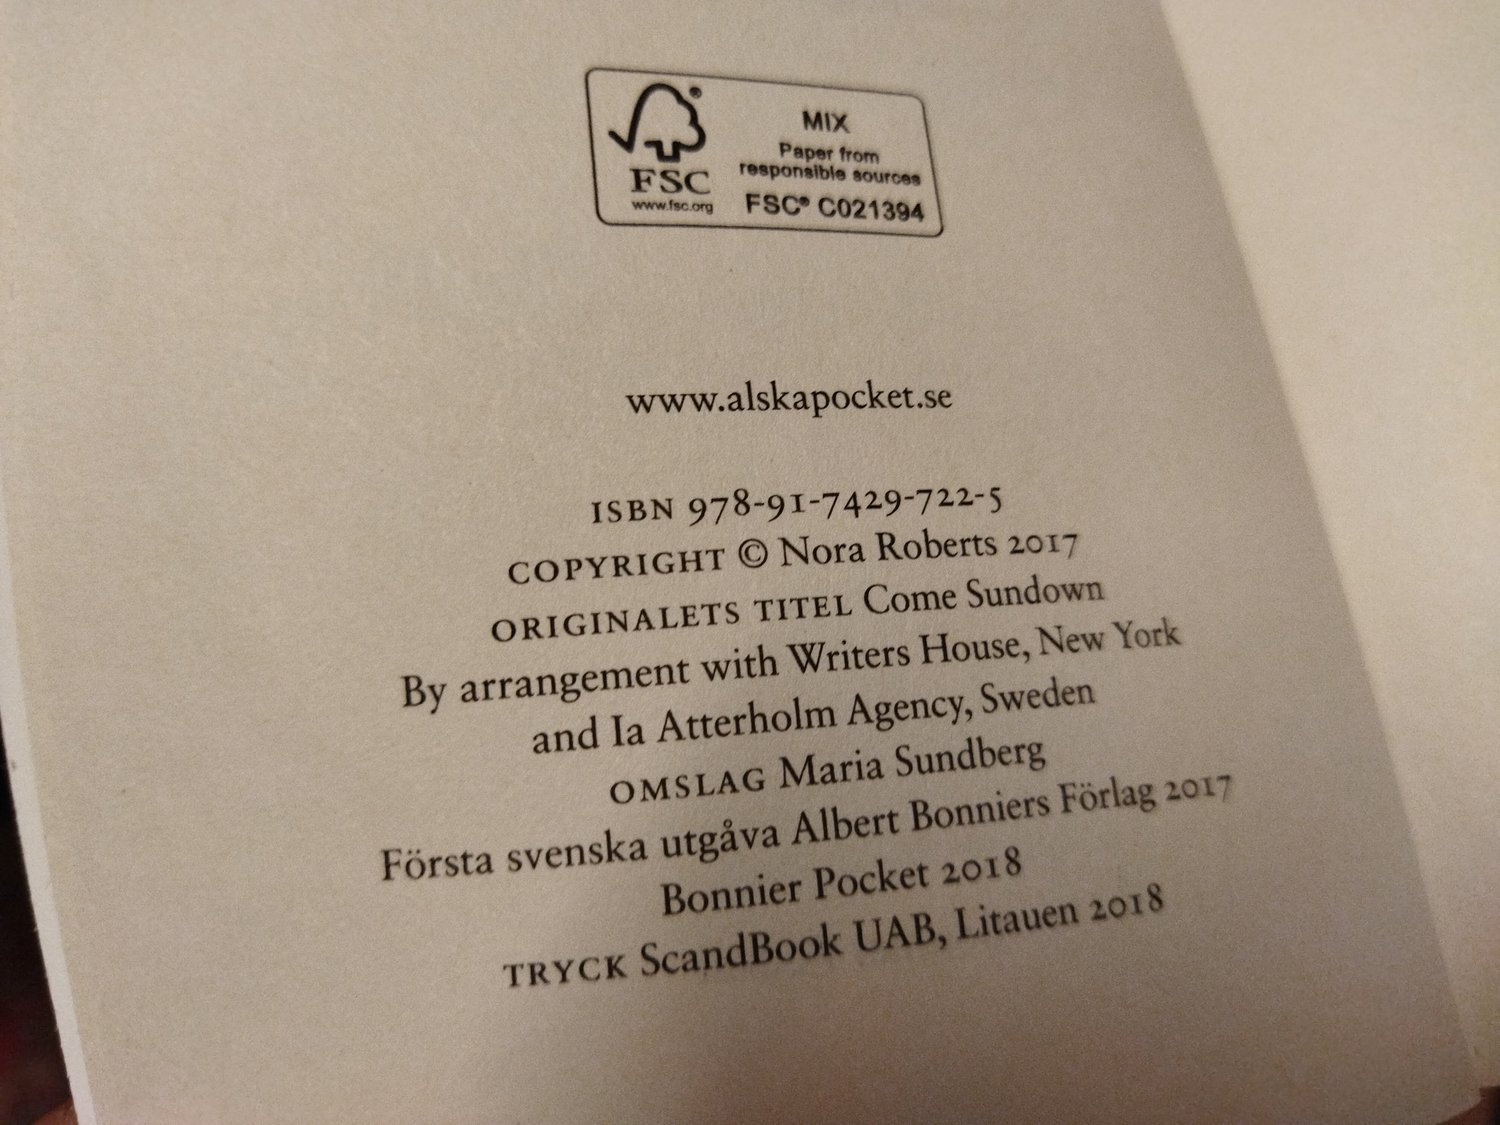 MIX
Paper from
responsible sources
FSC® C021394
®
FSC
www.fsc.org
www.alskapocket.se
ISBN 978-91-7429-722-5
COPYRIGHT © Nora Roberts 2017
ORIGINALETS TITEL Come Sundown
By arrangement with Writers House, New York
and Ia Atterholm Agency, Sweden
OMSLAG Maria Sundberg
Första svenska utgåva Albert Bonniers Förlag 2017
Bonnier Pocket 2018
TRYCK ScandBook UAB, Litauen 2018